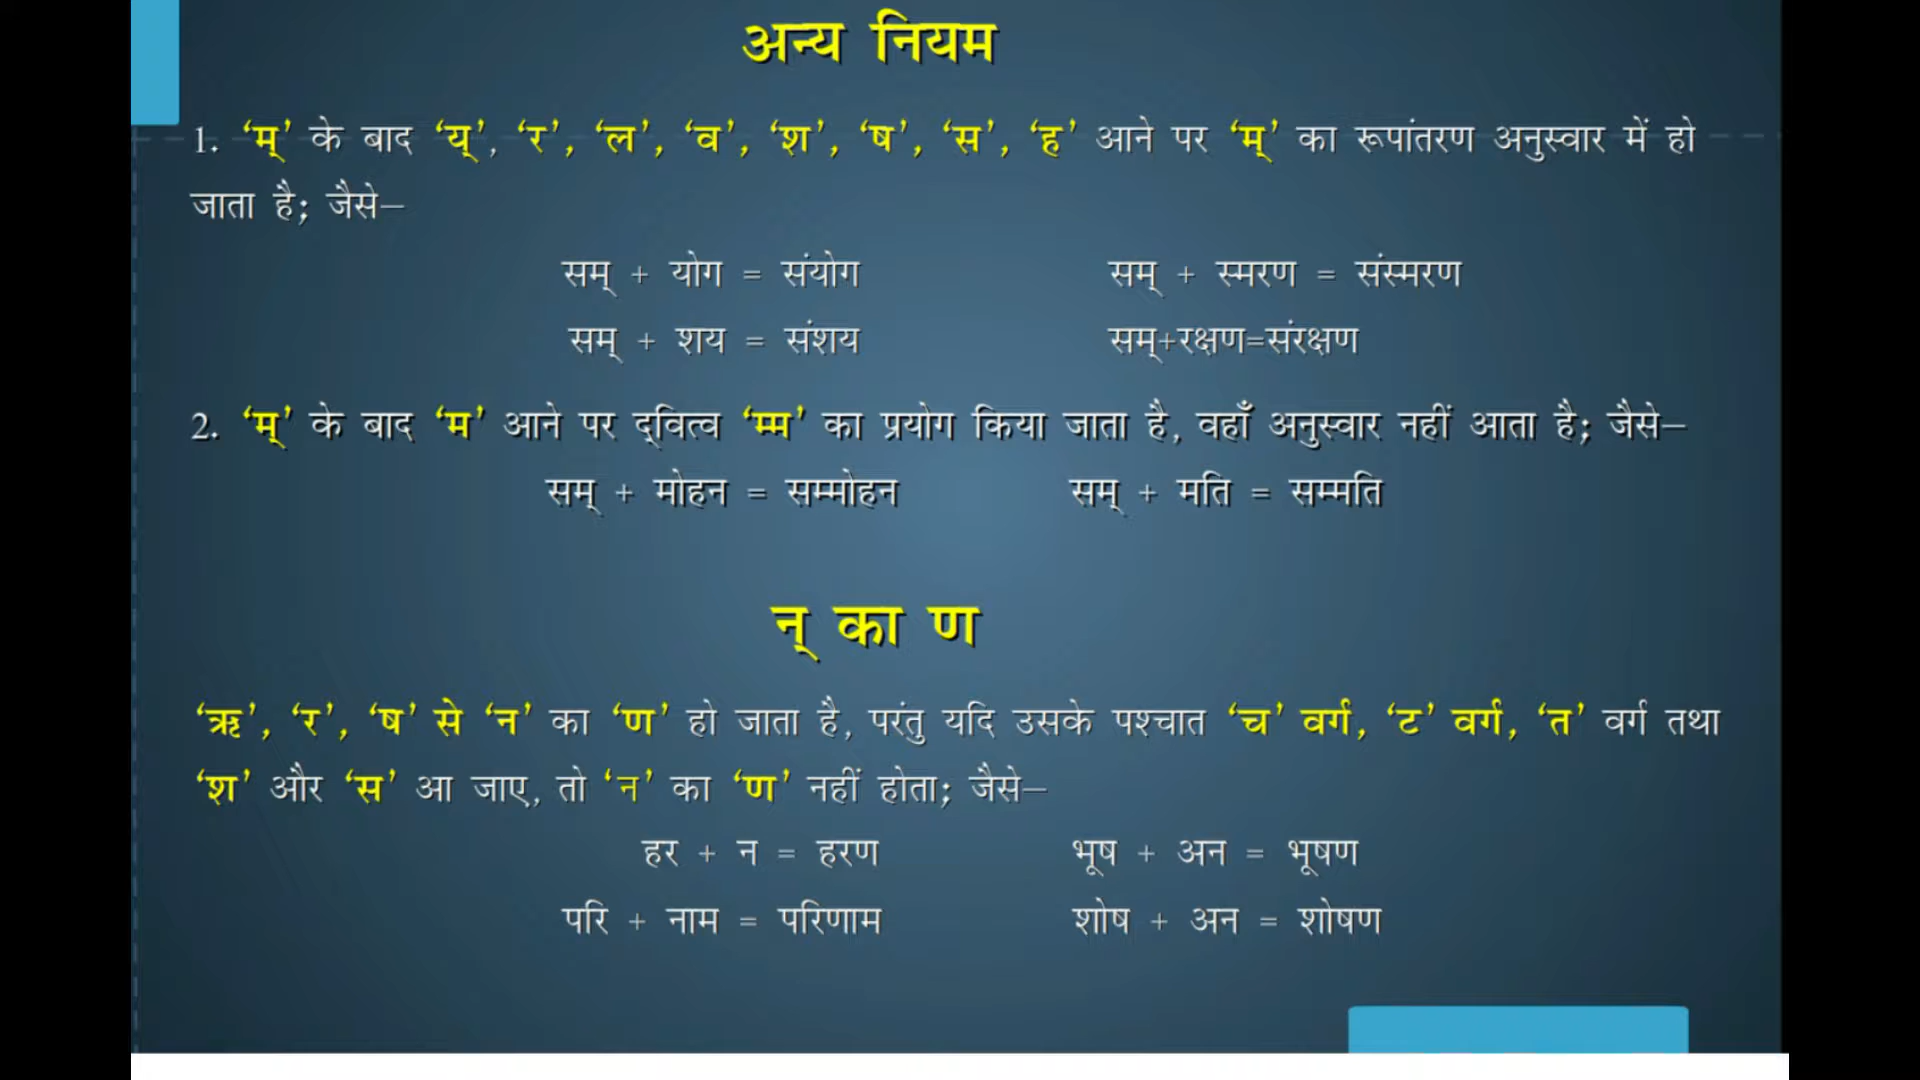 अन्य नियम
1. ‘म्’ के बाद ‘य्’, ‘र’, ‘ल’, ‘व’, ‘श’, ‘ष’, ‘स’, ‘ह’ आने पर ‘म्’ का रूपांतरण अनुस्वार में हो
जाता है; जैसे–
सम् + योग = संयोग सम् + स्मरण = संस्मरण
सम् + शय = संशय सम्+रक्षण=संरक्षण
2. ‘म्’ के बाद ‘म’ आने पर द्‌वित्व ‘म्म’ का प्रयोग किया जाता है, वहाँ अनुस्वार नहीं आता है; जैसे–
सम् + मोहन = सम्मोहन सम् + मति = सम्मति
न् का ण
‘ऋ’, ‘र’, ‘ष’ से ‘न’ का ‘ण’ हो जाता है, परंतु यदि उसके पश्चात ‘च’ वर्ग, ‘ट’ वर्ग, ‘त’ वर्ग तथा
‘श’ और ‘स’ आ जाए, तो ‘न’ का ‘ण’ नहीं होता; जैसे–
हर + न = हरण भूष + अन = भूषण
परि + नाम = परिणाम शोष + अन = शोषण